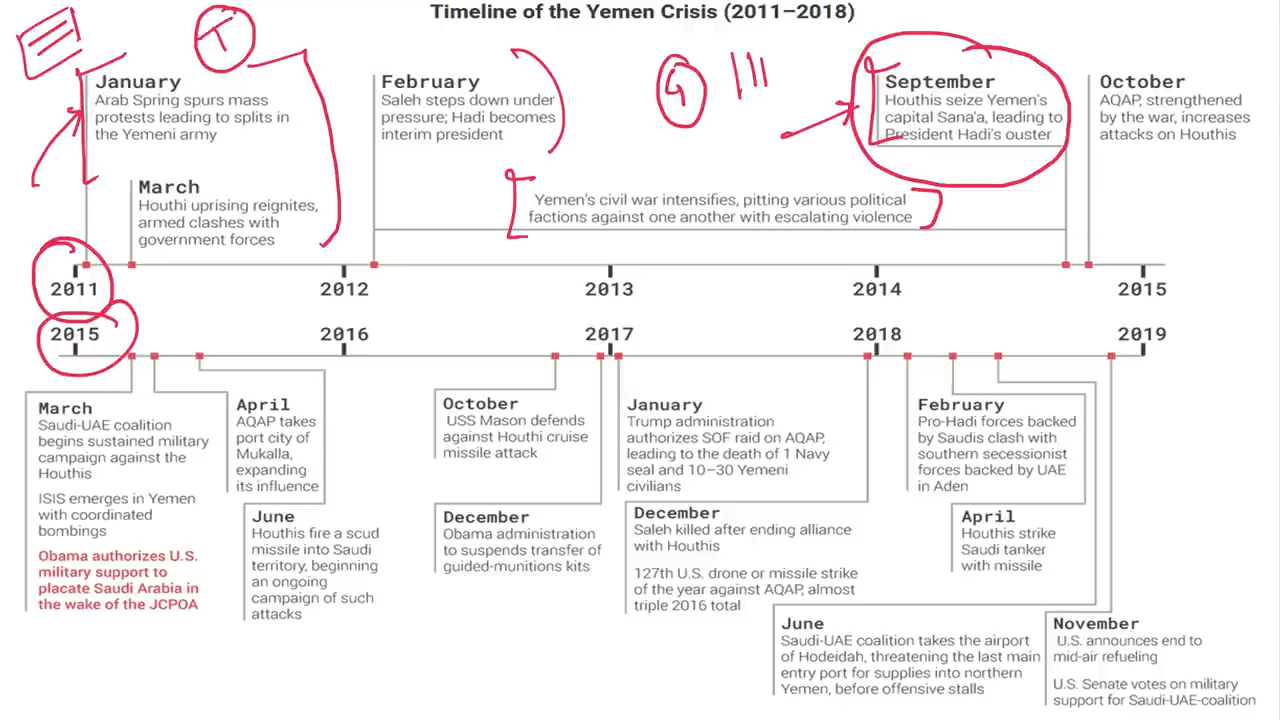 Timeline of the Yemen Crisis (2011–2018)
T
G
January
Arab Spring spurs mass
protests leading to splits in
the Yemeni army
March
Houthi uprising reignites,
armed clashes with
government forces
February
Saleh steps down under
pressure; Hadi becomes
interim president
Yemen's civil war intensifies, pitting various political
factions against one another with escalating violence
September
Houthis seize Yemen's
capital Sana'a, leading to
President Hadi's ouster
October
AQAP, strengthened
by the war, increases
attacks on Houthis
2011 2012 2013 2014 2015
2015 2016 2017 2018 2019
March
Saudi-UAE coalition
begins sustained military
campaign against the
Houthis
ISIS emerges in Yemen
with coordinated
bombings
Obama authorizes U.S.
military support to
placate Saudi Arabia in
the wake of the JCPOA
April
AQAP takes
port city of
Mukalla,
expanding
its influence
June
Houthis fire a scud
missile into Saudi
territory, beginning
an ongoing
campaign of such
attacks
October
USS Mason defends
against Houthi cruise
missile attack
December
Obama administration
to suspends transfer of
guided-munitions kits
January
Trump administration
authorizes SOF raid on AQAP,
leading to the death of 1 Navy
seal and 10–30 Yemeni
civilians
December
Saleh killed after ending alliance
with Houthis
127th U.S. drone or missile strike
of the year against AQAP, almost
triple 2016 total
February
Pro-Hadi forces backed
by Saudis clash with
southern secessionist
forces backed by UAE
in Aden
April
Houthis strike
Saudi tanker
with missile
June
Saudi-UAE coalition takes the airport
of Hodeidah, threatening the last main
entry port for supplies into northern
Yemen, before offensive stalls
November
U.S. announces end to
mid-air refueling
U.S. Senate votes on military
support for Saudi-UAE-coalition